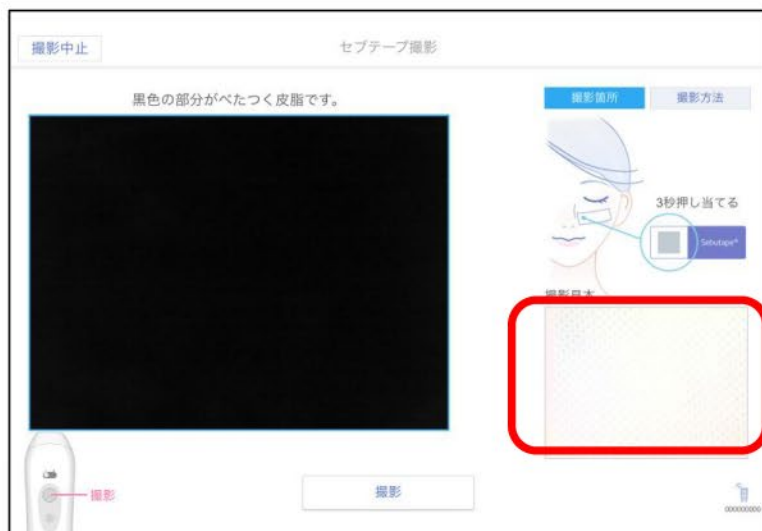 撮影中止
セブテープ撮影
黒色の部分がべたつく皮脂です。
撮影箇所
撮影方法
3秒押し当てる
Sebutape®
撮影見本
撮影
撮影
000000000